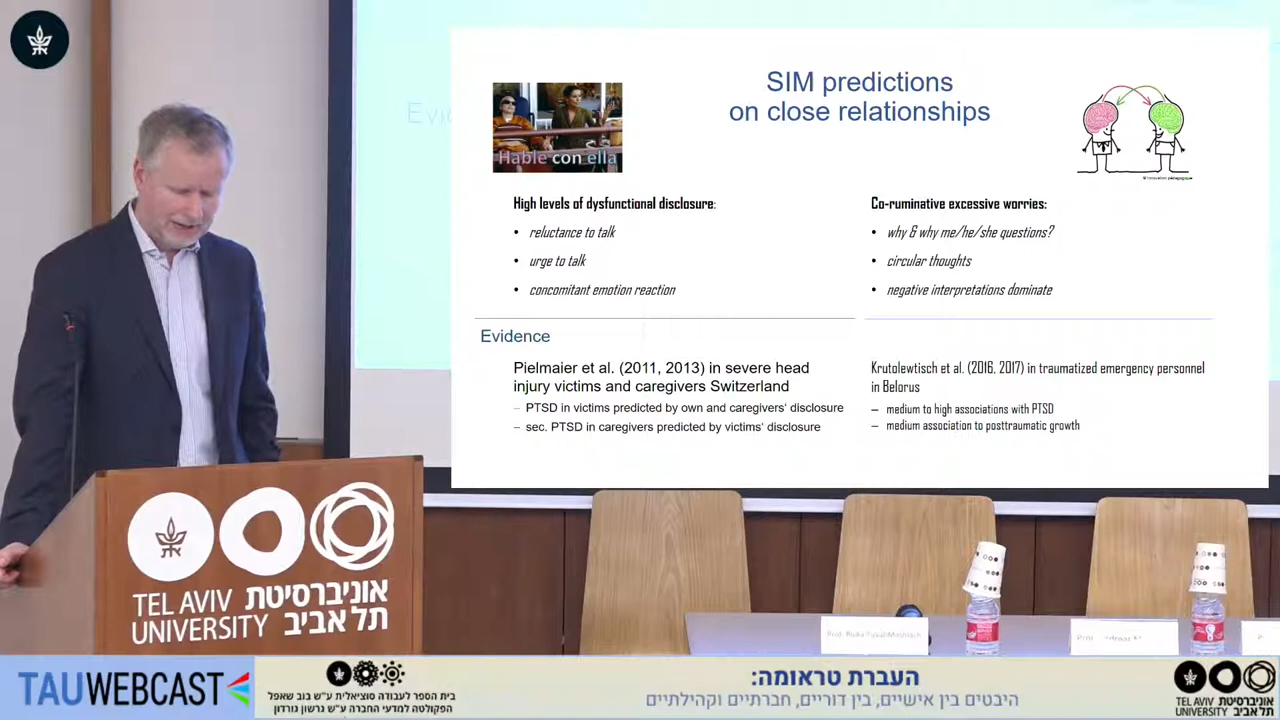 SIM predictions
on close relationships
Hable con ella
High levels of dysfunctional disclosure:
• reluctance to talk
• urge to talk
• concomitant emotion reaction
Co-ruminative excessive worries:
• why & why me/he/she questions?
• circular thoughts
• negative interpretations dominate
Evidence
Pielmaier et al. (2011, 2013) in severe head
injury victims and caregivers Switzerland
– PTSD in victims predicted by own and caregivers' disclosure
– sec. PTSD in caregivers predicted by victims' disclosure
Krutolewtisch et al. (2016, 2017) in traumatized emergency personnel
in Belorus
– medium to high associations with PTSD
– medium association to posttraumatic growth
TEL AVIV אוניברסיטת
UNIVERSITY תל אביב
Prof.
TAUWEBCAST
בית הספר לעבודה סוציאלית ע"ש בוב שאפל
הפקולטה למדעי החברה ע"ש גרשון גורדון
העברת טראומה:
היבטים בין אישיים, בין דוריים, חברתיים וקהילתיים
TEL AVIV אוניברסיטת
UNIVERSITY תל אביב